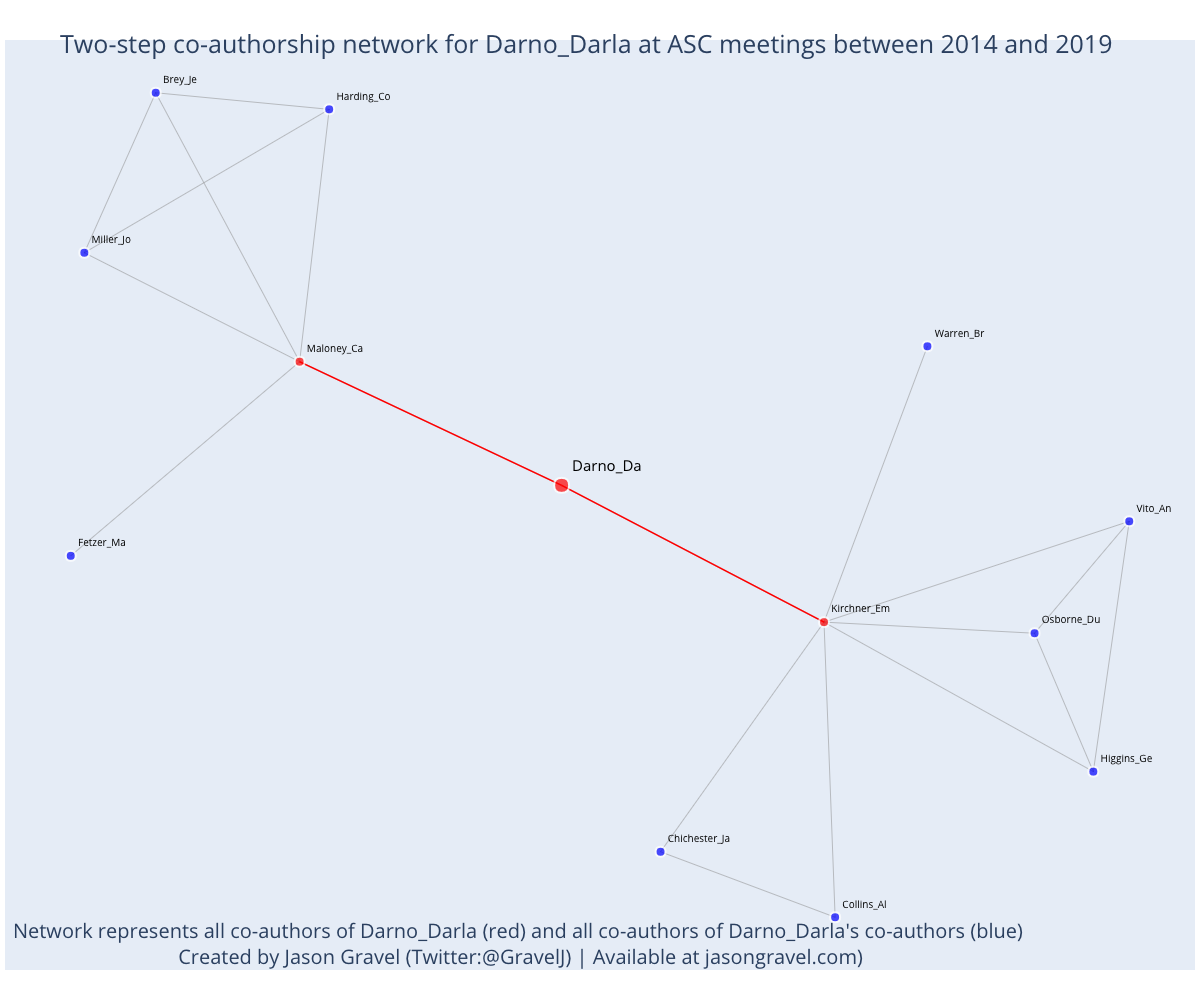 Two-step co-authorship network for Darno_Darla at ASC meetings between 2014 and 2019
Brey_Je
Harding_Co
Miller_Jo
Warren_Br
Maloney_Ca
Darno_Da
Vito_An
Fetzer_Ma
Kirchner_Em
Osborne_Du
Higgins_Ge
Chichester_Ja
Collins_Al
Network represents all co-authors of Darno_Darla (red) and all co-authors of Darno_Darla's co-authors (blue)
Created by Jason Gravel (Twitter:@GravelJ) | Available at jasongravel.com)